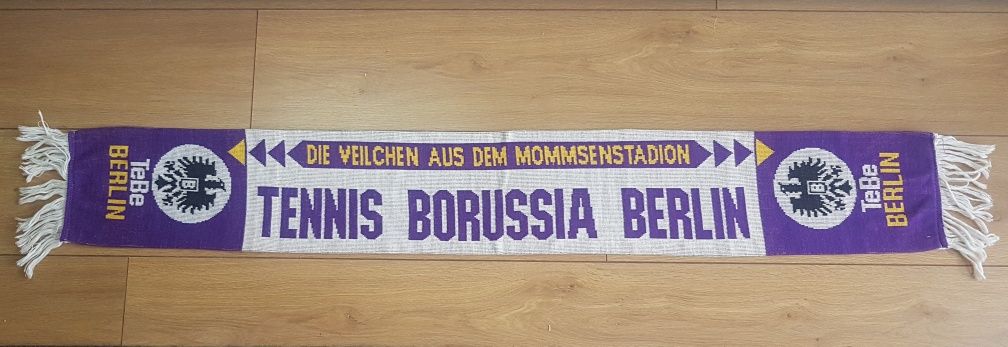 TeBe
BERLIN
B
DIE VEILCHEN AUS DEM MOMMSENSTADION
TENNIS BORUSSIA BERLIN
B
TeBe
BERLIN